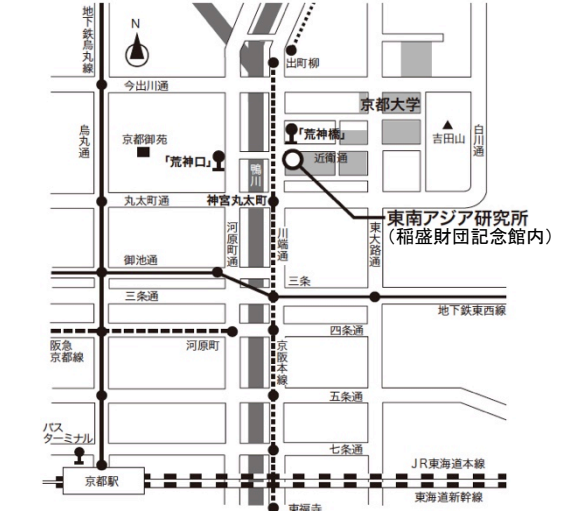 N
地下鉄烏丸線
出町柳
今出川通
京都大学
烏丸通
京都御苑
「荒神口」
「荒神橋」
近衛通
吉田山
白川通
鴨川
丸太町通
神宮丸太町
東南アジア研究所
(稲盛財団記念館内)
河原町通
川端通
東大路通
御池通
三条
三条通
地下鉄東西線
阪急
京都線
河原町
四条通
京阪本線
五条通
バス
ターミナル
七条通
JR東海道本線
京都駅
東海道新幹線
東福寺